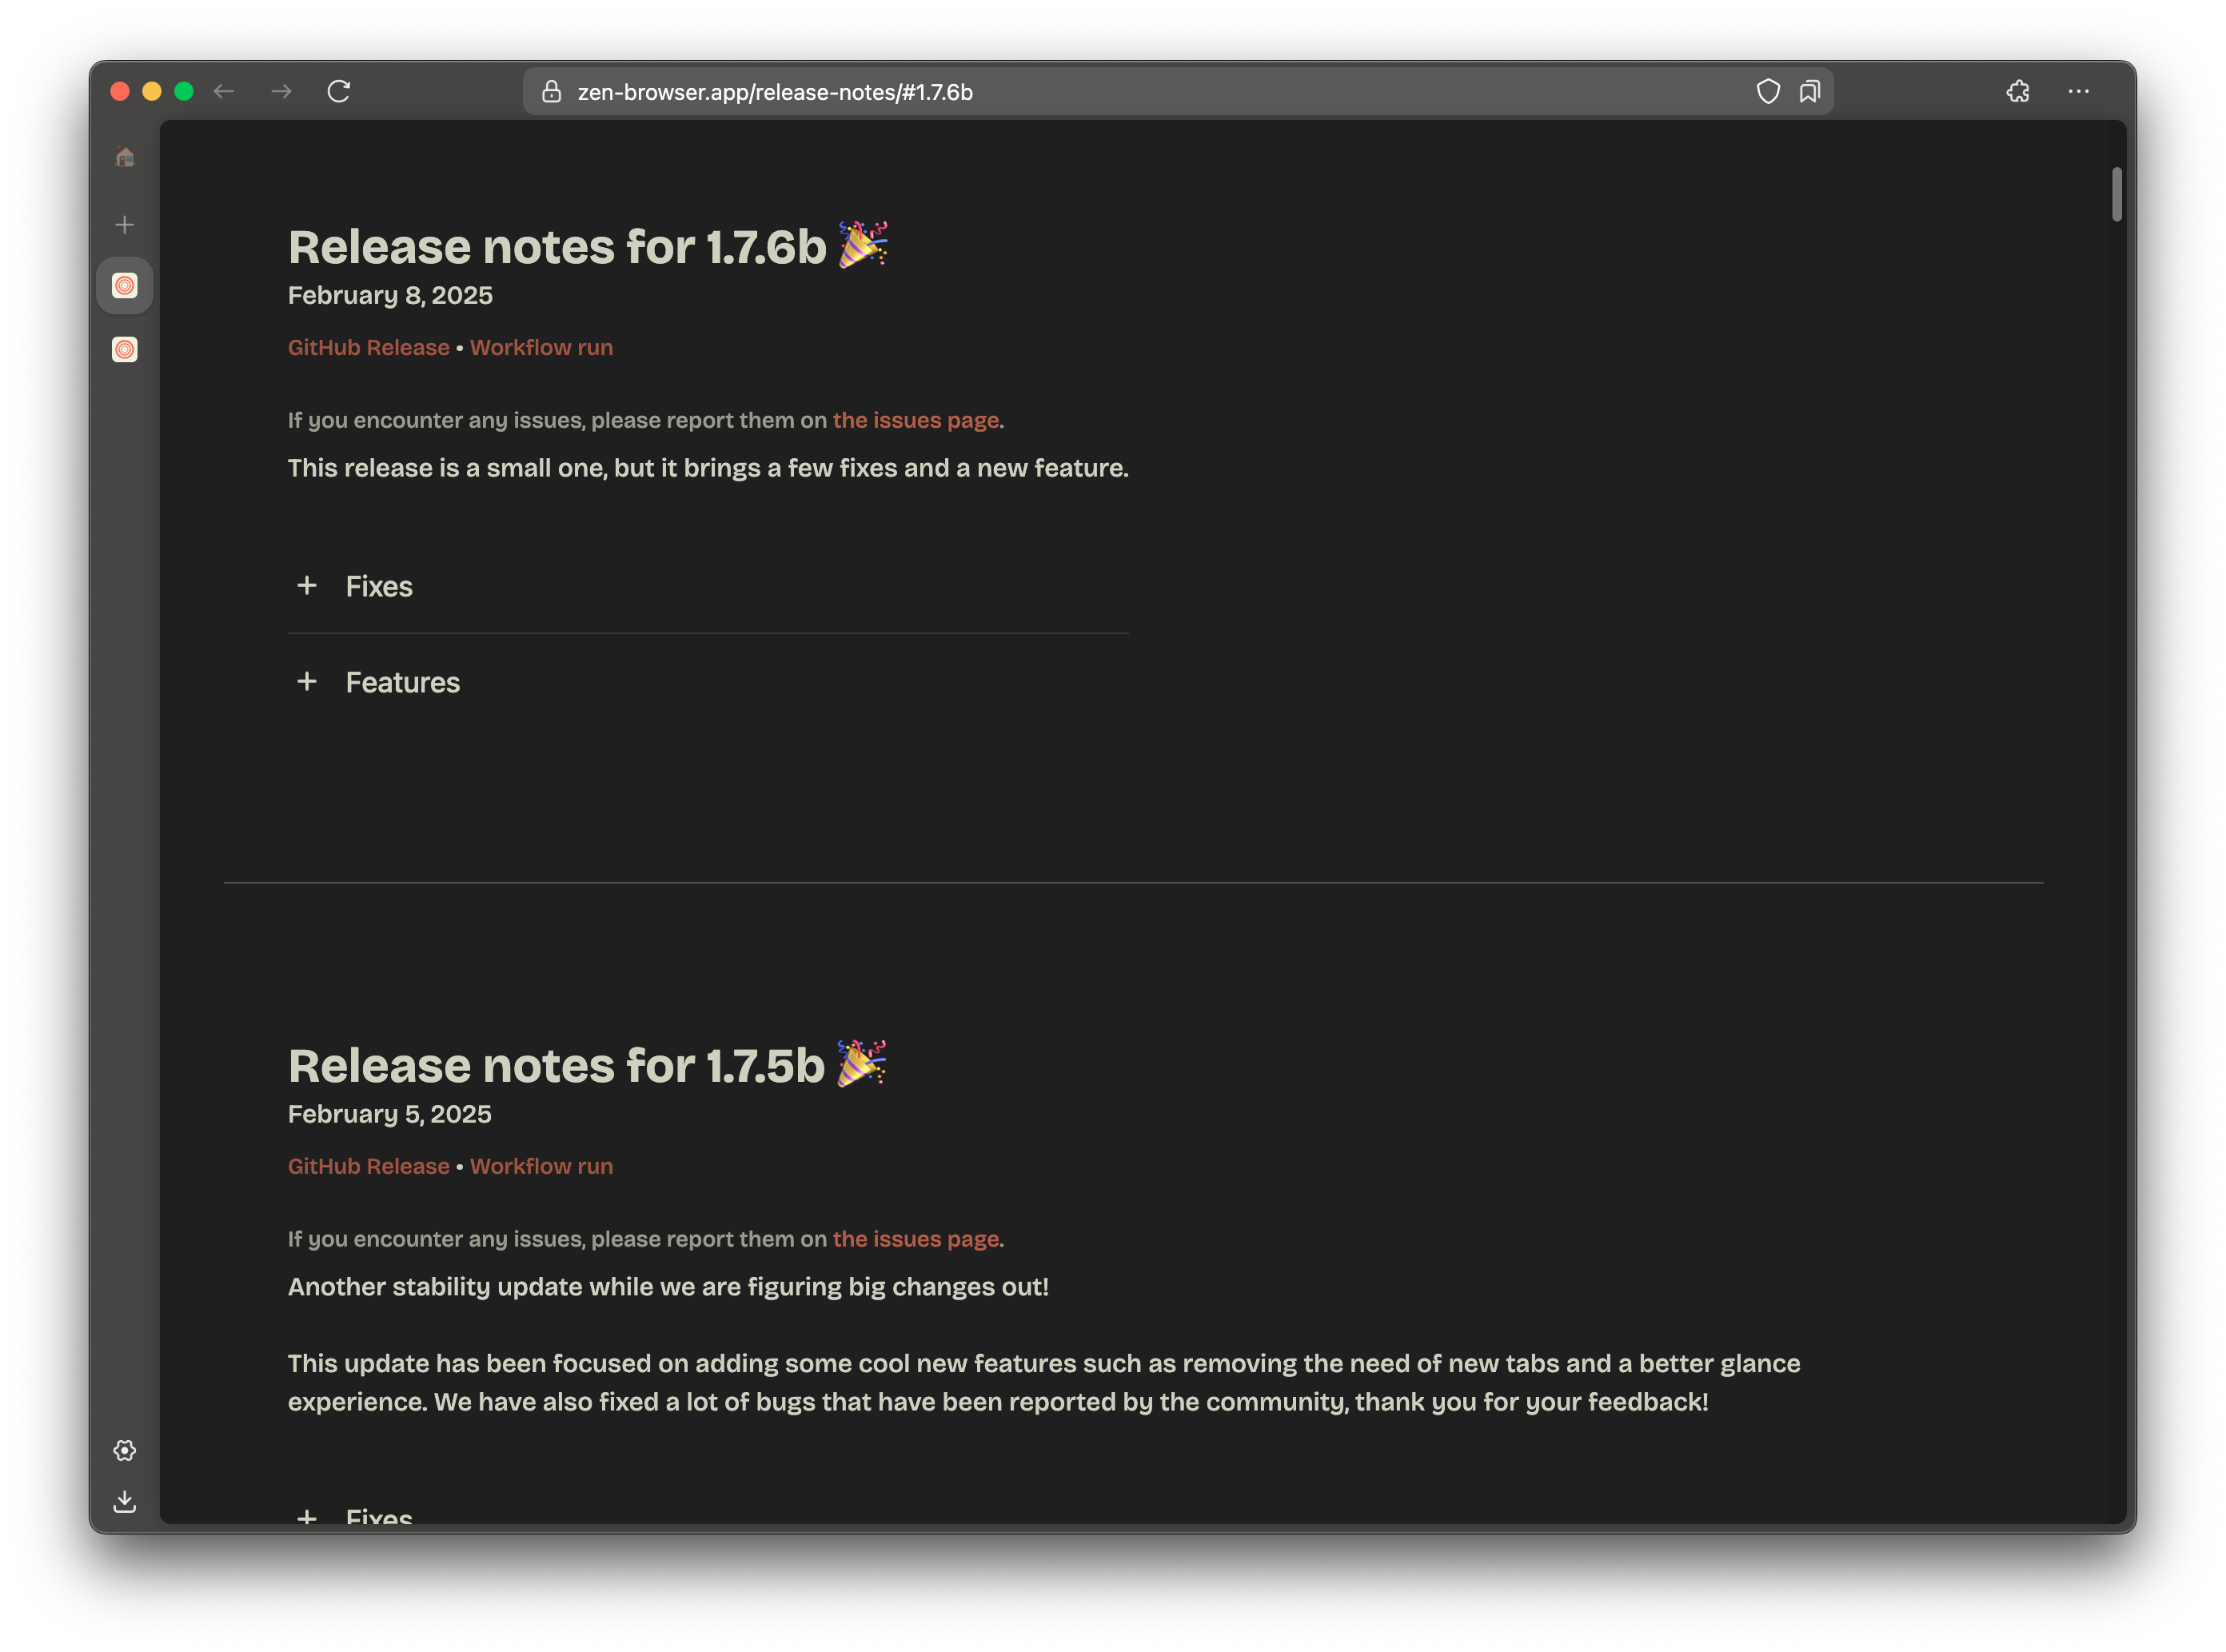 zen-browser.app/release-notes/#1.7.6b
Release notes for 1.7.6b 🎉
February 8, 2025
GitHub Release • Workflow run
If you encounter any issues, please report them on the issues page.
This release is a small one, but it brings a few fixes and a new feature.
+ Fixes
+ Features
Release notes for 1.7.5b 🎉
February 5, 2025
GitHub Release • Workflow run
If you encounter any issues, please report them on the issues page.
Another stability update while we are figuring big changes out!
This update has been focused on adding some cool new features such as removing the need of new tabs and a better glance
experience. We have also fixed a lot of bugs that have been reported by the community, thank you for your feedback!
+ Fixes